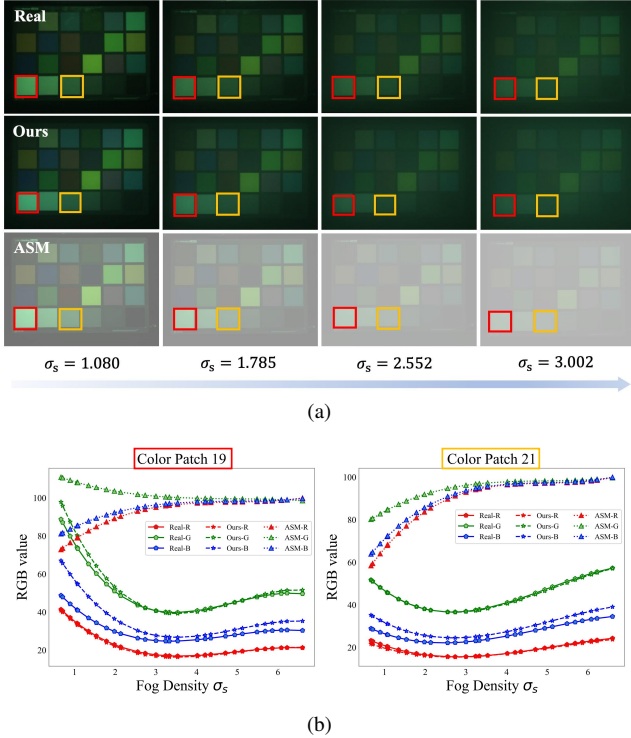 Real
Ours
ASM
σs = 1.080 σs = 1.785 σs = 2.552 σs = 3.002
(a)
Color Patch 19
RGB value
100
80
60
40
20
Real-R Ours-R ASM-R
Real-G Ours-G ASM-G
Real-B Ours-B ASM-B
1 2 3 4 5 6
Fog Density σs
Color Patch 21
RGB value
100
80
60
40
20
Real-R Ours-R ASM-R
Real-G Ours-G ASM-G
Real-B Ours-B ASM-B
1 2 3 4 5 6
Fog Density σs
(b)